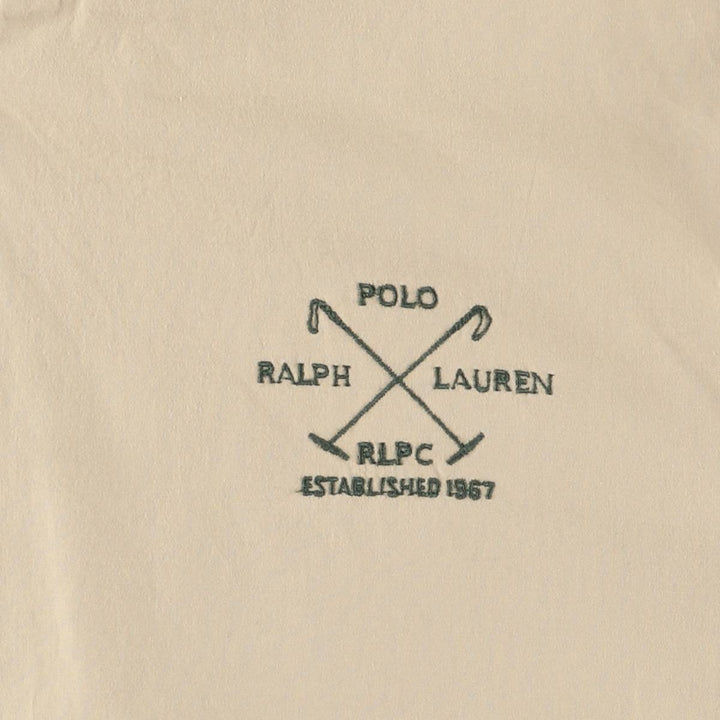 POLO
RALPH LAUREN
RLPC
ESTABLISHED 1967